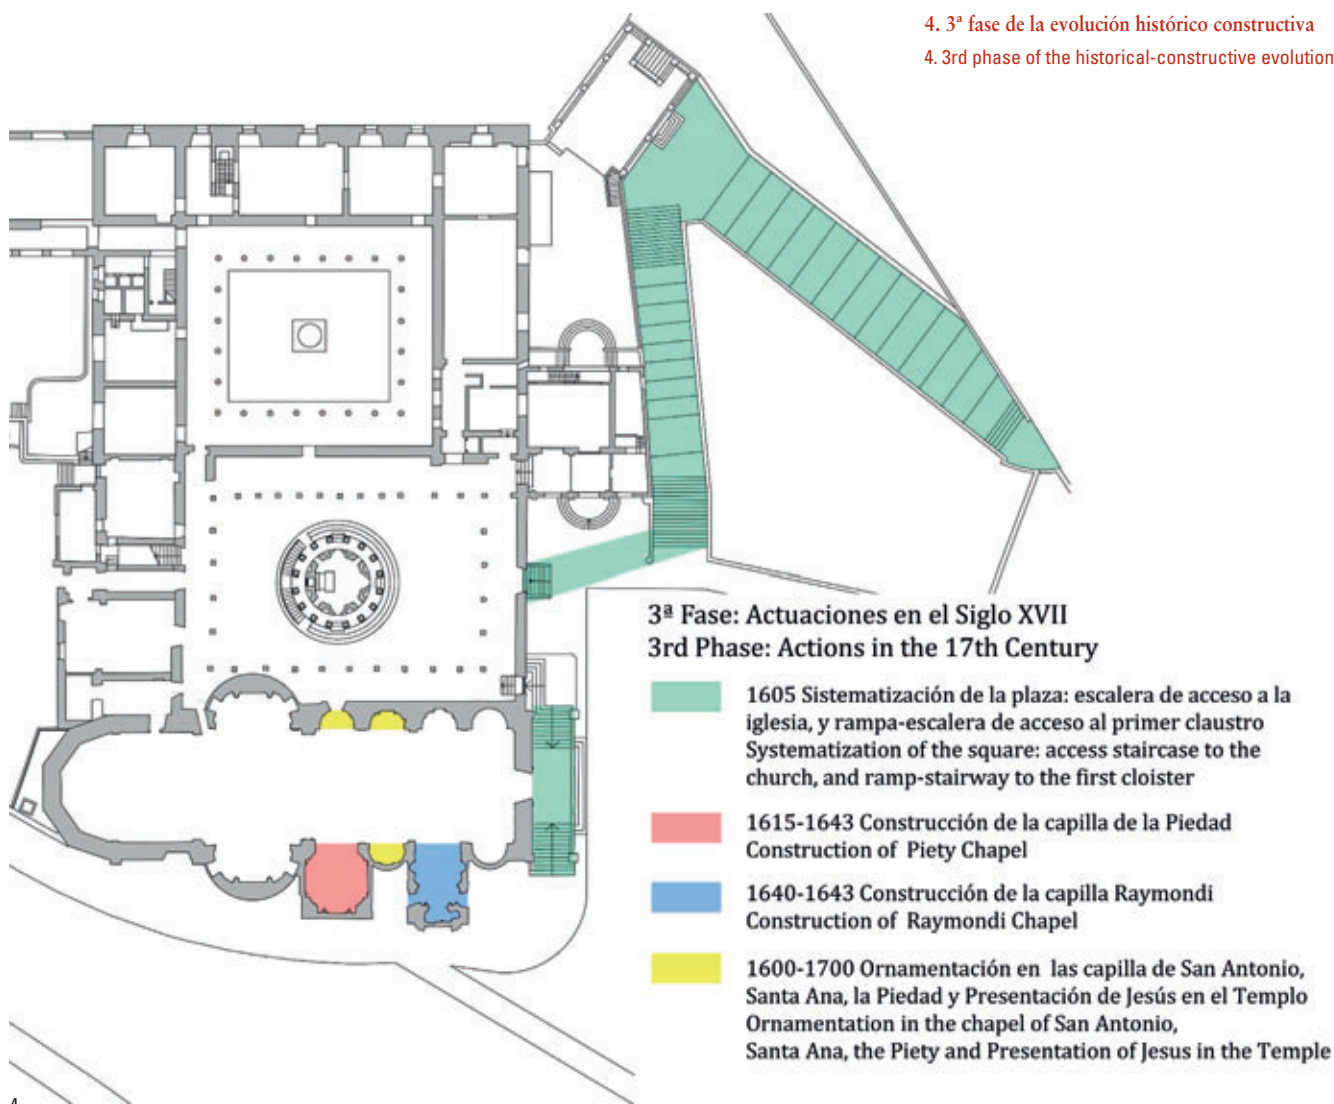 4. 3ª fase de la evolución histórico constructiva
4. 3rd phase of the historical-constructive evolution
3ª Fase: Actuaciones en el Siglo XVII
3rd Phase: Actions in the 17th Century
1605 Sistematización de la plaza: escalera de acceso a la
iglesia, y rampa-escalera de acceso al primer claustro
Systematization of the square: access staircase to the
church, and ramp-stairway to the first cloister
1615-1643 Construcción de la capilla de la Piedad
Construction of Piety Chapel
1640-1643 Construcción de la capilla Raymondi
Construction of Raymondi Chapel
1600-1700 Ornamentación en las capilla de San Antonio,
Santa Ana, la Piedad y Presentación de Jesús en el Templo
Ornamentation in the chapel of San Antonio,
Santa Ana, the Piety and Presentation of Jesus in the Temple
4